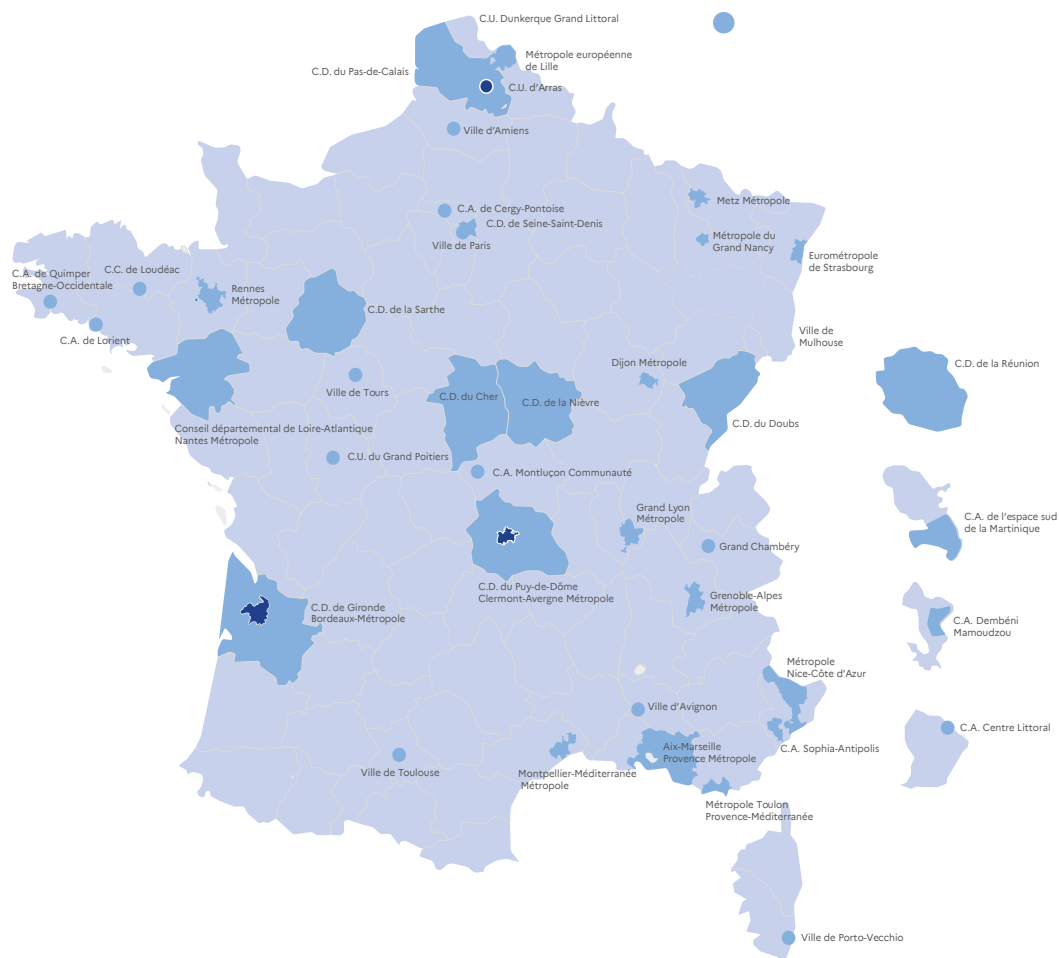 C.U. Dunkerque Grand Littoral
Métropole européenne
de Lille
C.D. du Pas-de-Calais
C.U. d'Arras
Ville d'Amiens
Metz Métropole
C.A. de Cergy-Pontoise
C.D. de Seine-Saint-Denis
Ville de Paris
Métropole du
Grand Nancy
Eurométropole
de Strasbourg
C.A. de Quimper
Bretagne-Occidentale
C.C. de Loudéac
Rennes
Métropole
C.D. de la Sarthe
C.A. de Lorient
Ville de
Mulhouse
Dijon Métropole
C.D. de la Réunion
Ville de Tours
C.D. du Cher
C.D. de la Nièvre
C.D. du Doubs
Conseil départemental de Loire-Atlantique
Nantes Métropole
C.U. du Grand Poitiers
C.A. Montluçon Communauté
Grand Lyon
Métropole
C.A. de l'espace sud
de la Martinique
Grand Chambéry
C.D. du Puy-de-Dôme
Clermont-Avergne Métropole
Grenoble-Alpes
Métropole
C.D. de Gironde
Bordeaux-Métropole
C.A. Dembéni
Mamoudzou
Métropole
Nice-Côte d'Azur
Ville d'Avignon
C.A. Centre Littoral
C.A. Sophia-Antipolis
Aix-Marseille
Provence Métropole
Ville de Toulouse
Montpellier-Méditerranée
Métropole
Métropole Toulon
Provence-Méditerranée
Ville de Porto-Vecchio